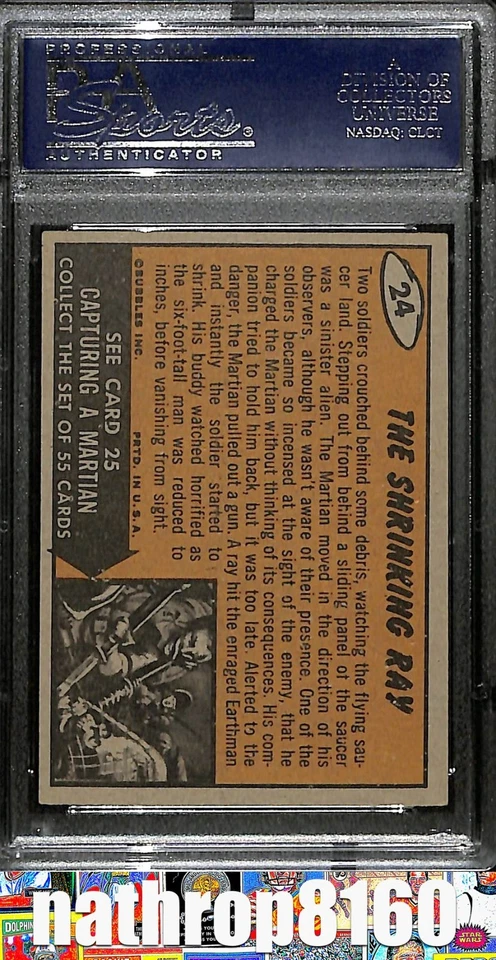 PROFESSIONAL
PSA
Sports
AUTHENTICATOR
A
DIVISION OF
COLLECTORS
UNIVERSE
NASDAQ: CLCT
24
THE SHRINKING RAY
Two soldiers crouched behind some debris, watching the flying sau-
cer land. Stepping out from behind a sliding panel of the saucer
was a sinister alien. The Martian moved in the direction of his
observers, although he wasn't aware of their presence. One of the
soldiers became so incensed at the sight of the enemy, that he
charged the Martian without thinking of its consequences. His com-
panion tried to hold him back, but it was too late. Alerted to the
danger, the Martian pulled out a gun. A ray hit the enraged Earthman
and instantly the soldier started to
shrink. His buddy watched horrified as
the six-foot-tall man was reduced to
inches, before vanishing from sight.
©BUBBLES INC. PRTD. IN U.S.A.
SEE CARD 25
CAPTURING A MARTIAN
COLLECT THE SET OF 55 CARDS
nathrop8160
DOLPHIN
STAR
WARS